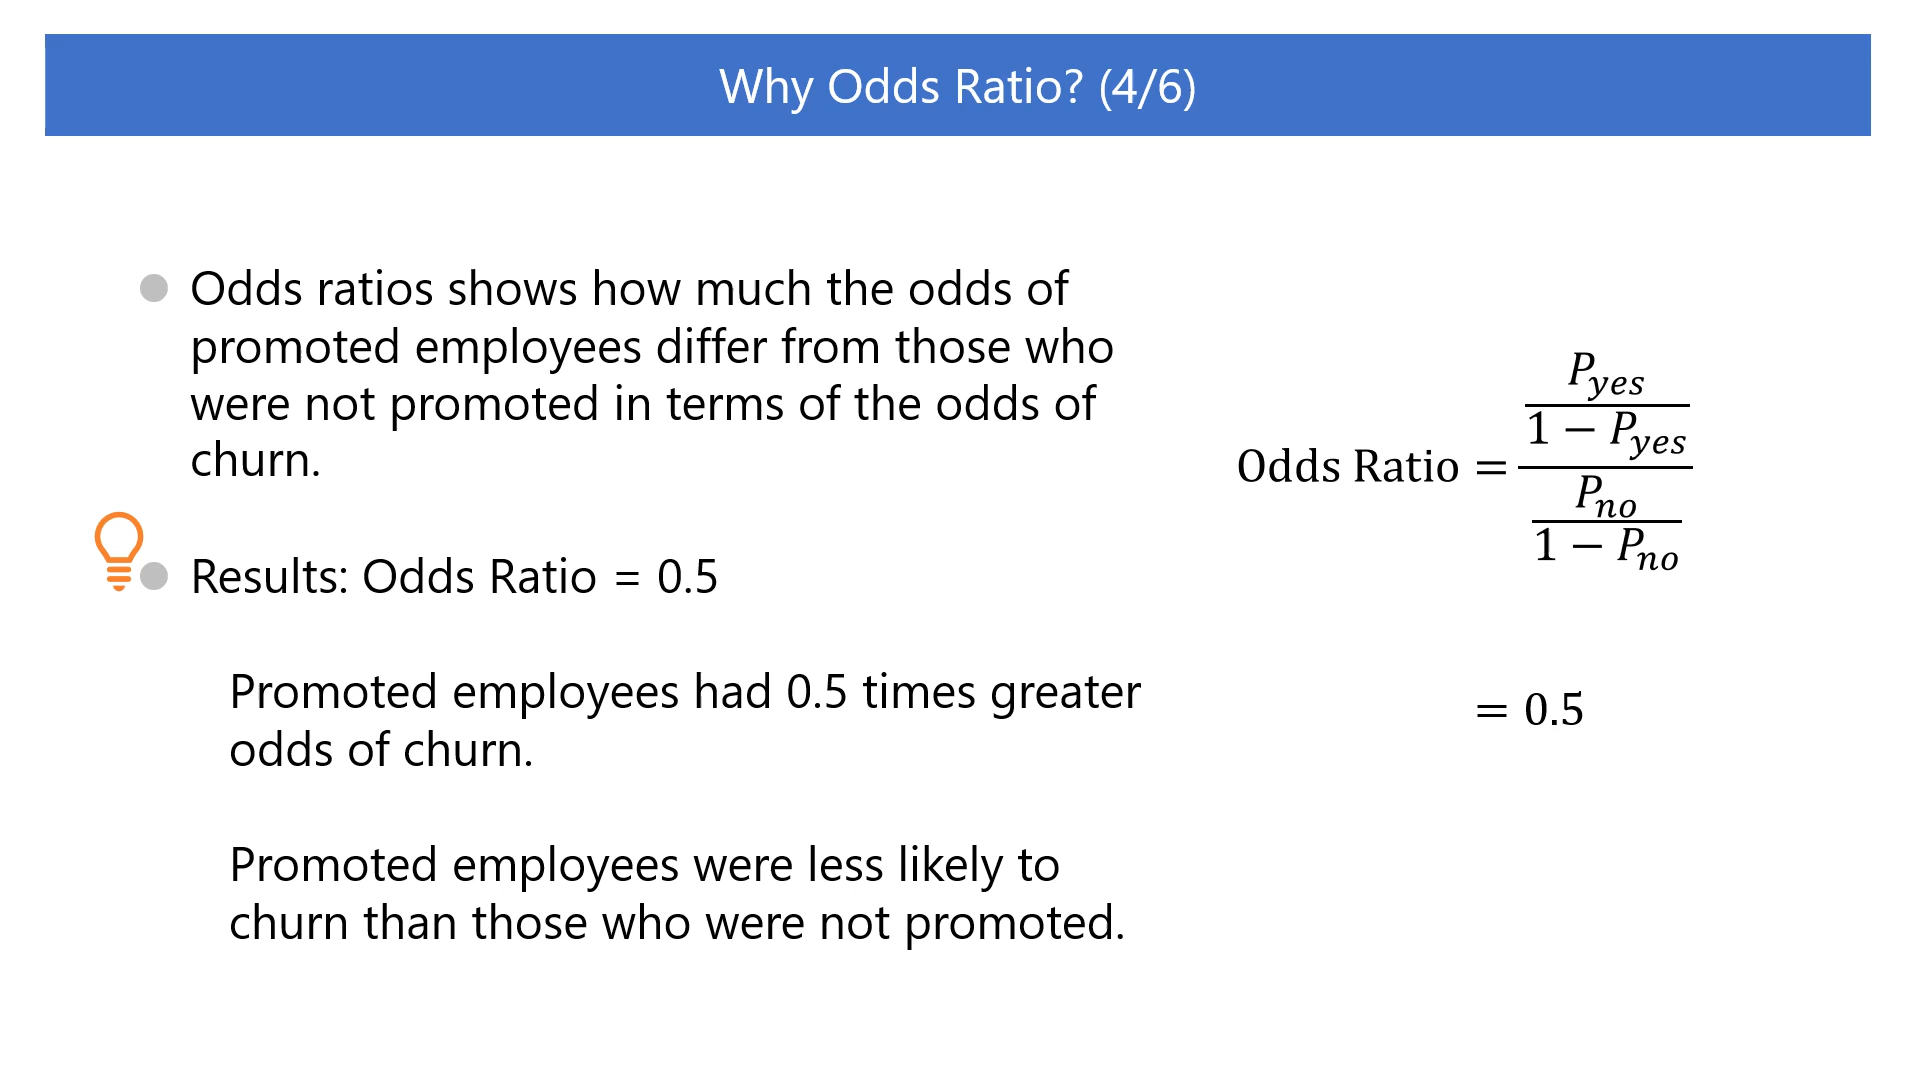 Why Odds Ratio? (4/6)
Odds ratios shows how much the odds of
promoted employees differ from those who
were not promoted in terms of the odds of
churn.
Results: Odds Ratio = 0.5
Promoted employees had 0.5 times greater
odds of churn.
Promoted employees were less likely to
churn than those who were not promoted.
P_yes
1 − P_yes
Odds Ratio =
P_no
1 − P_no
= 0.5